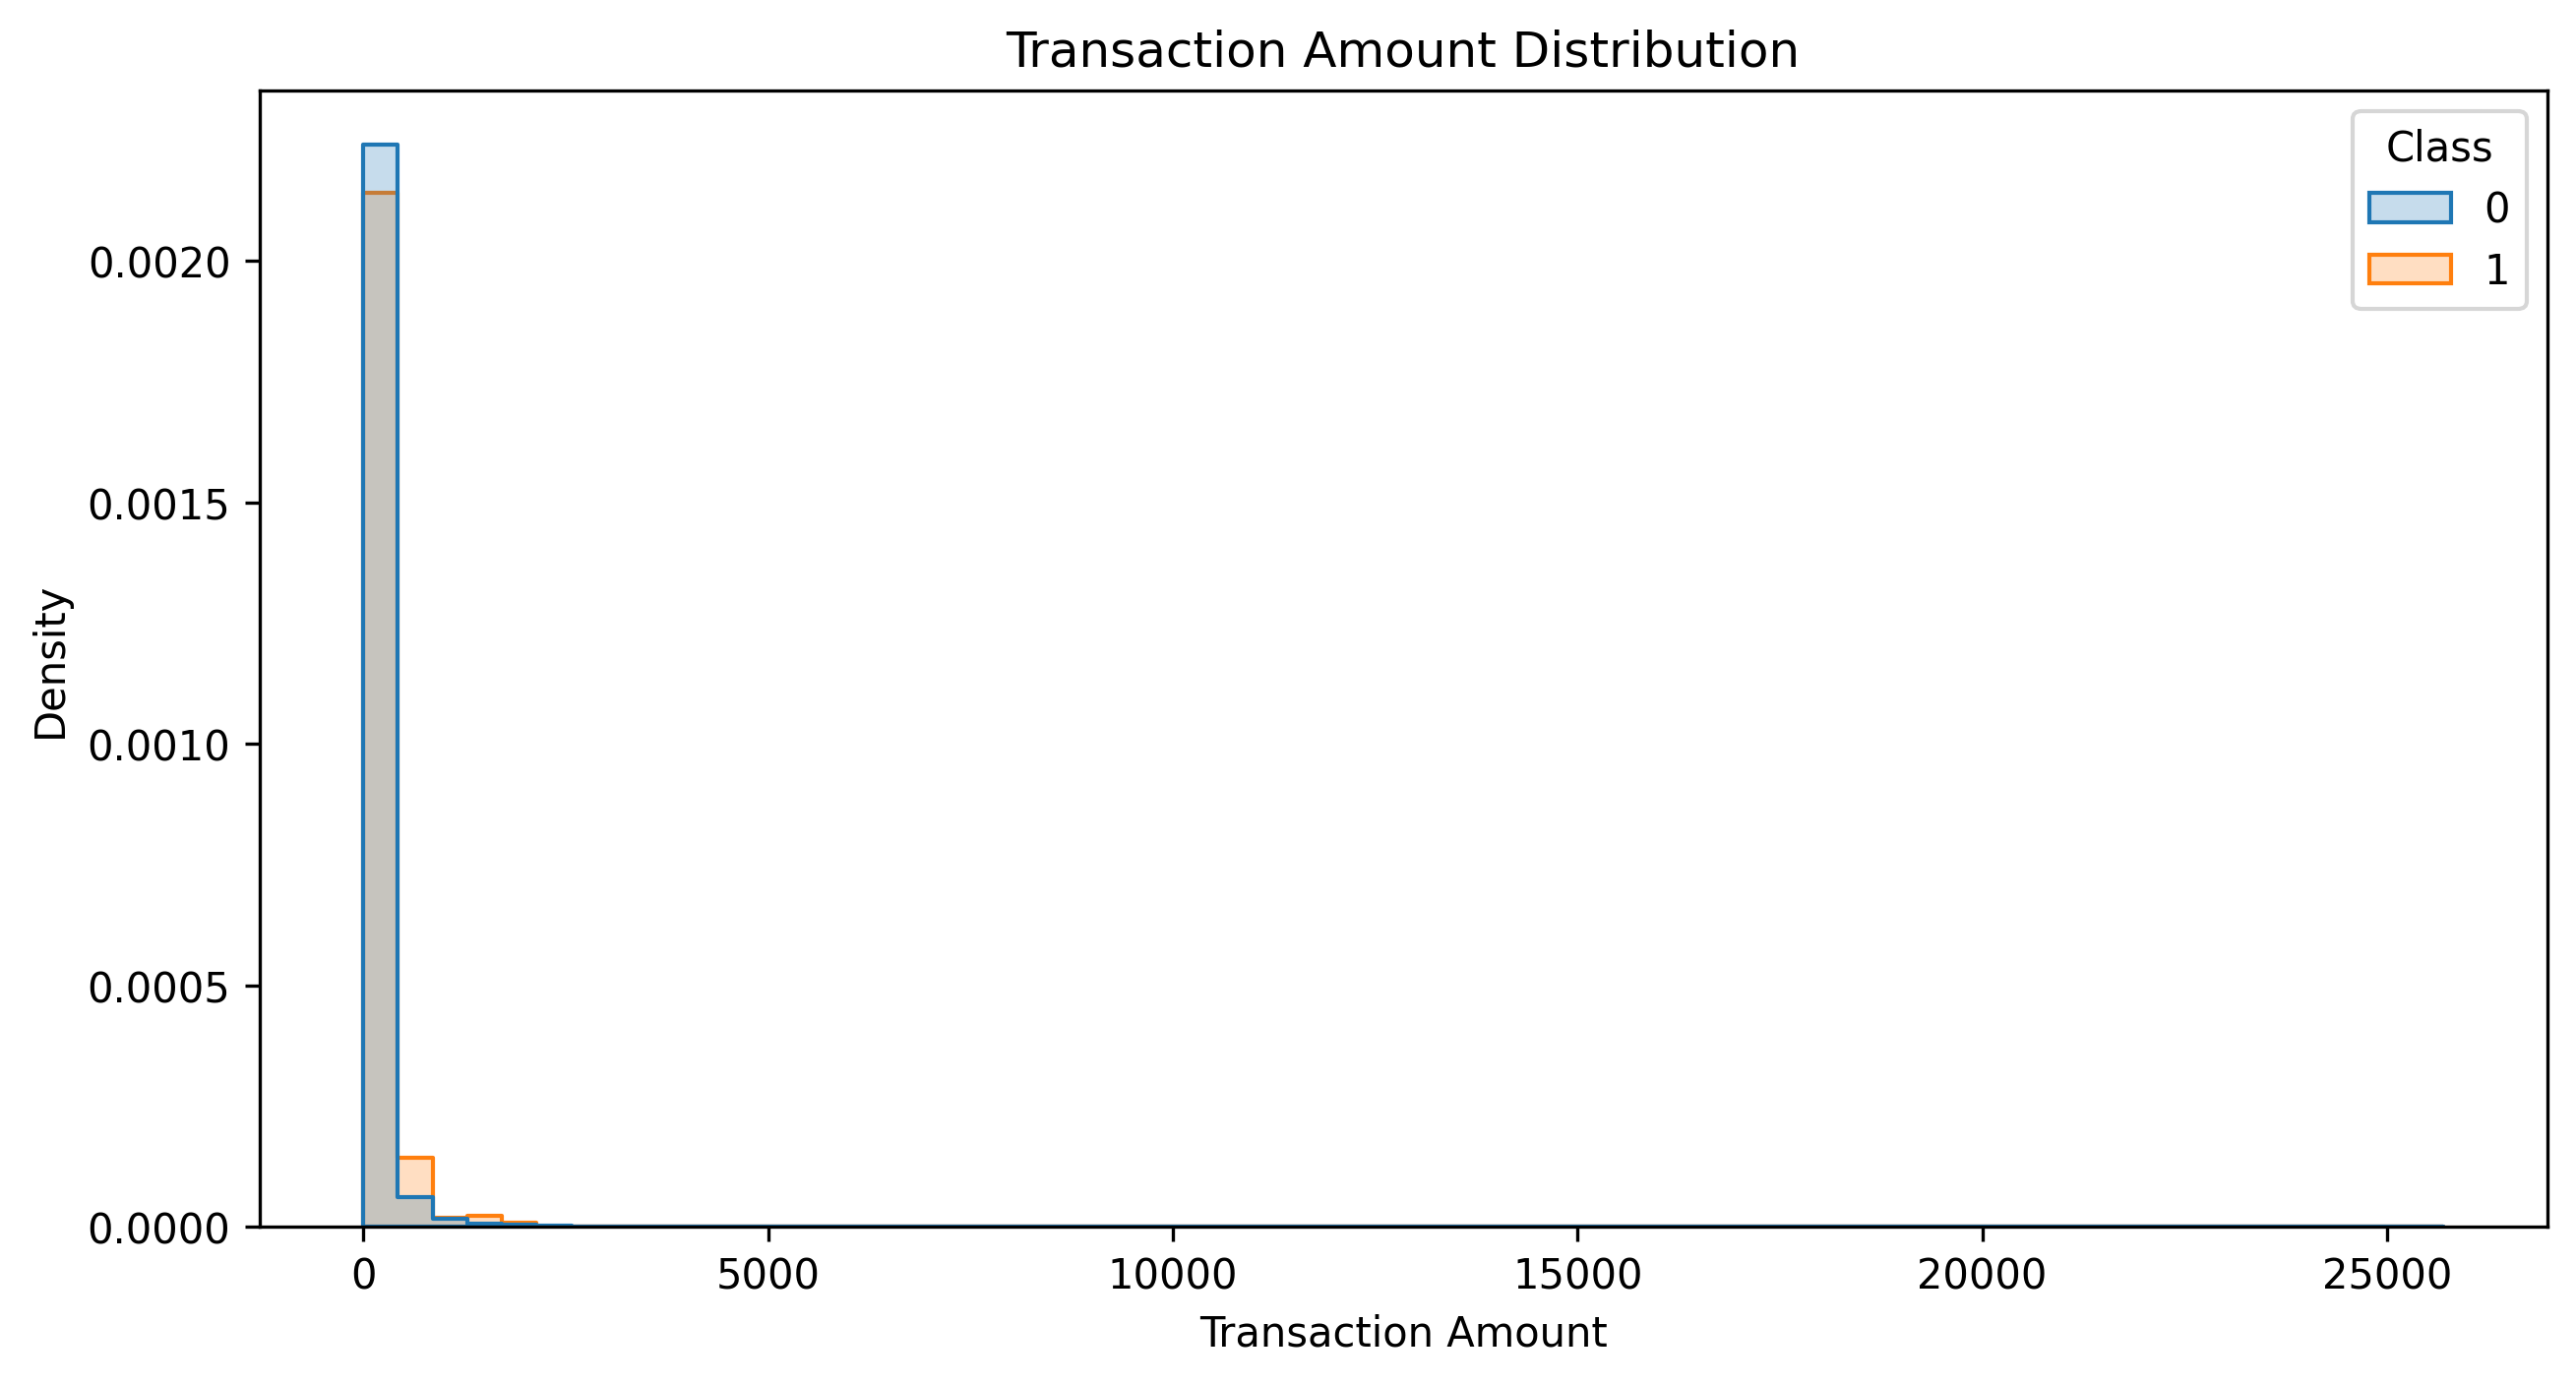 Transaction Amount Distribution
Class
0
1
0.0020
0.0015
0.0010
0.0005
0.0000
Density
0 5000 10000 15000 20000 25000
Transaction Amount